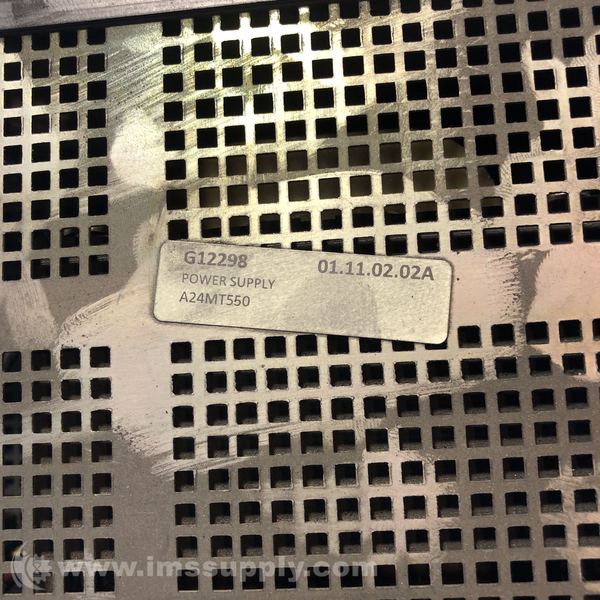 G12298 01.11.02.02A
POWER SUPPLY
A24MT550
www.imssupply.com